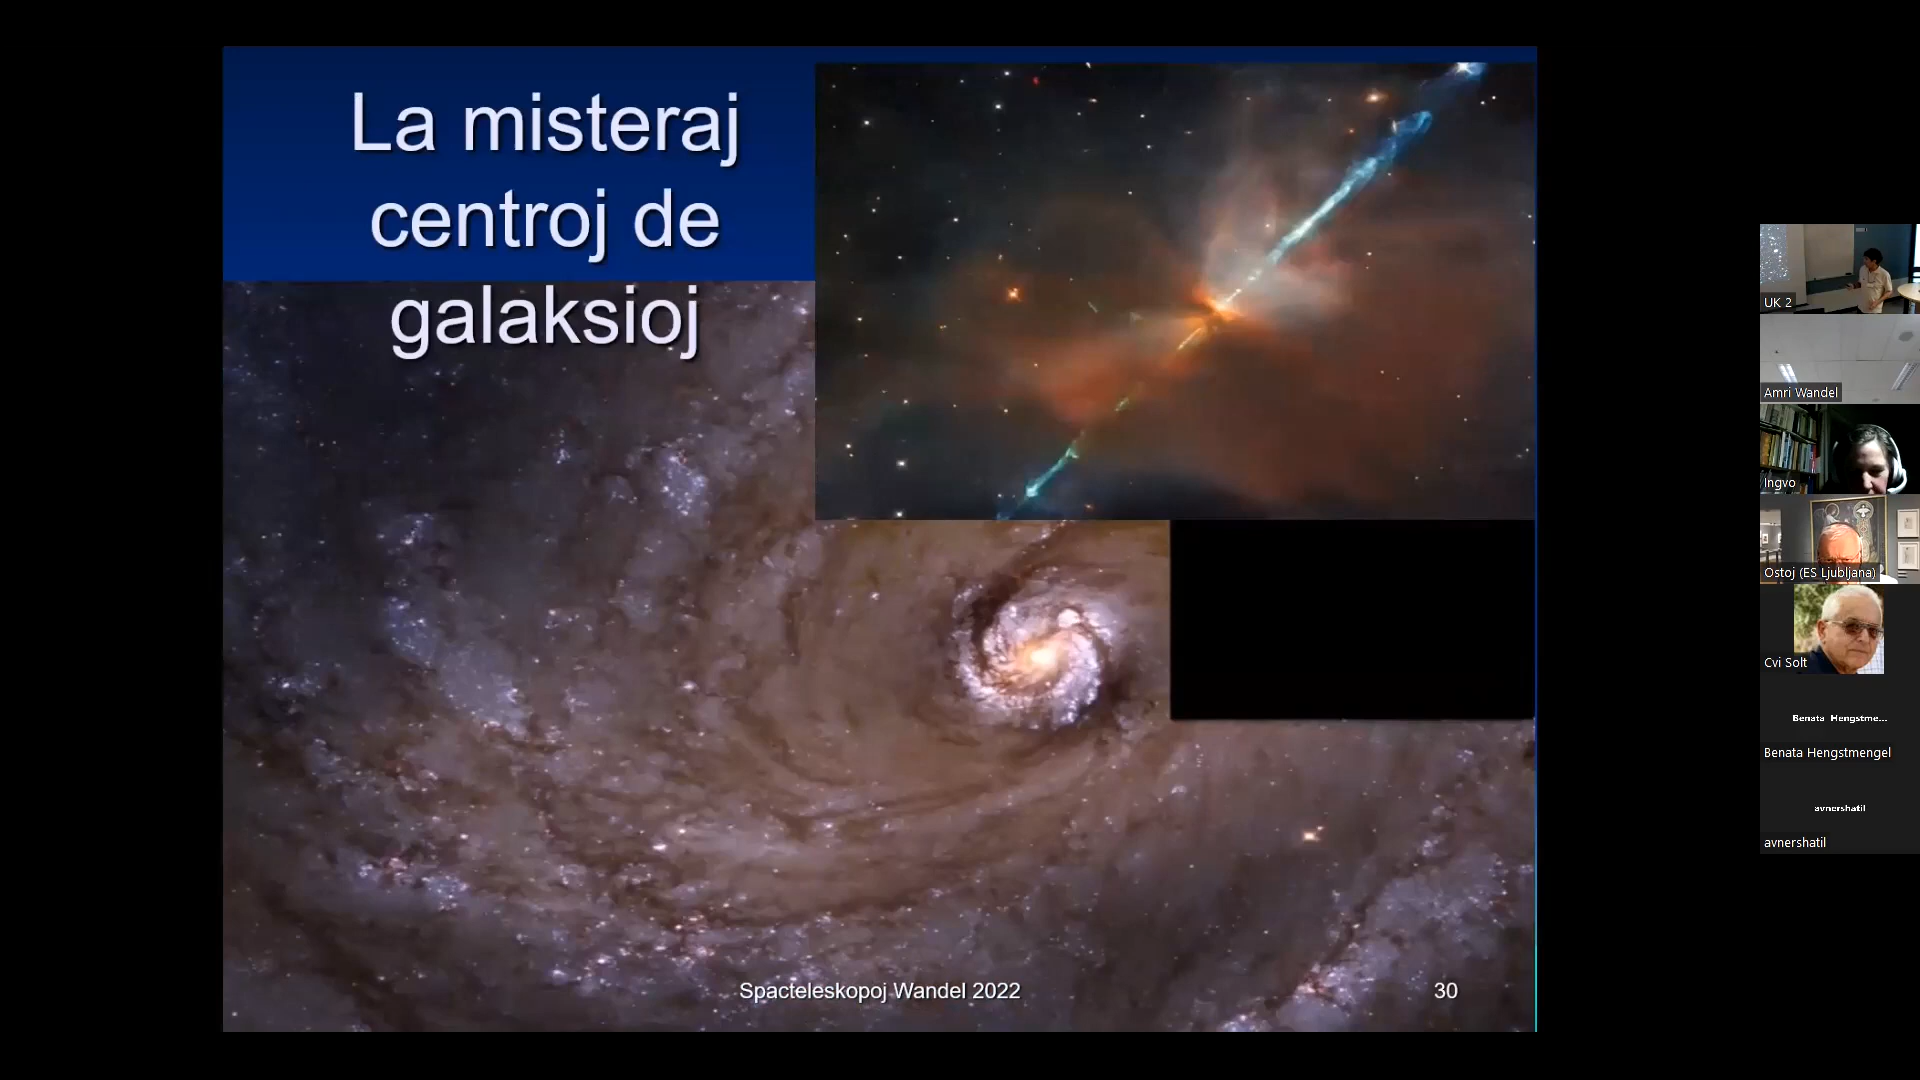 La misteraj
centroj de
galaksioj
Spacteleskopoj Wandel 2022
30
UK 2
Amri Wandel
Ingvo
Ostoj (ES Ljubljana)
Cvi Solt
Benata Hengstme...
Benata Hengstmengel
avnershatil
avnershatil